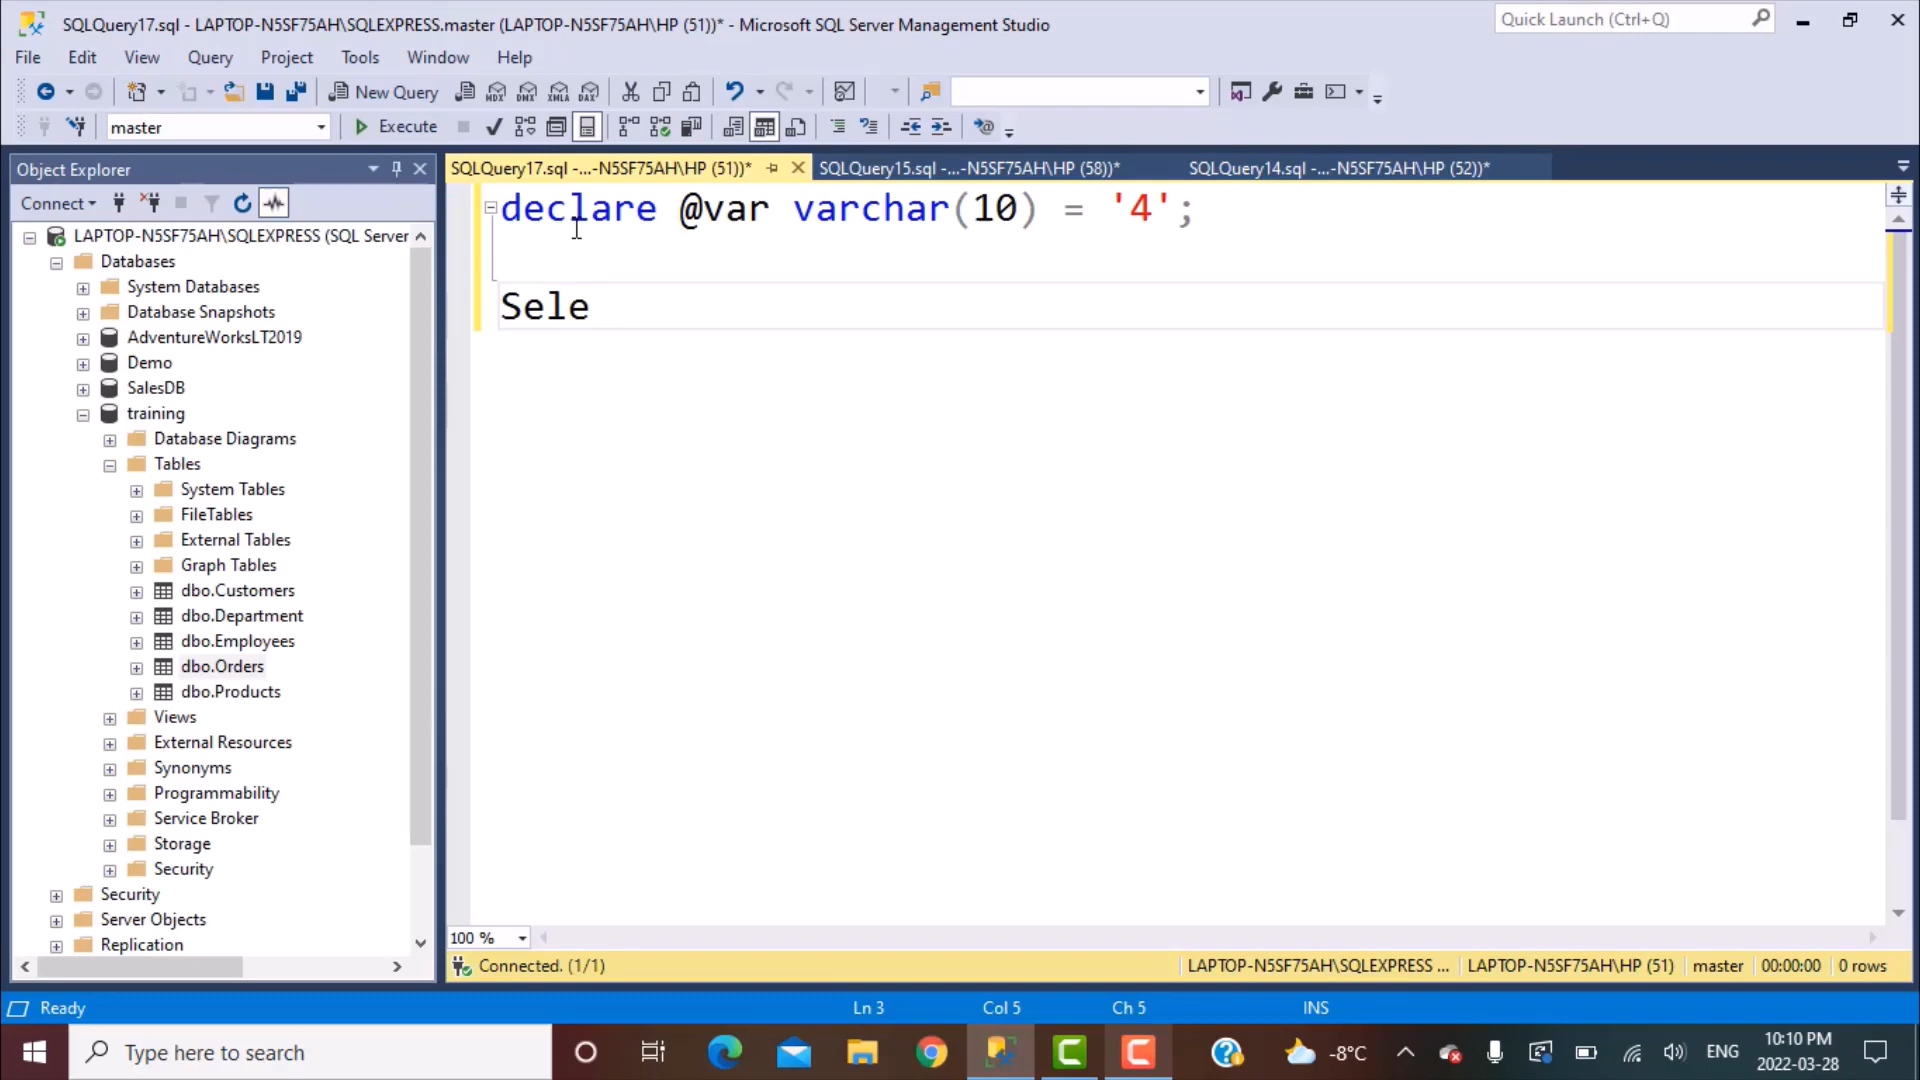 SQLQuery17.sql - LAPTOP-N5SF75AH\SQLEXPRESS.master (LAPTOP-N5SF75AH\HP (51))* - Microsoft SQL Server Management Studio
Quick Launch (Ctrl+Q)
File Edit View Query Project Tools Window Help
New Query
MDX DMX XMLA DAX
master
Execute
Object Explorer
SQLQuery17.sql -...-N5SF75AH\HP (51))*
SQLQuery15.sql -...-N5SF75AH\HP (58))*
SQLQuery14.sql -...-N5SF75AH\HP (52))*
Connect
LAPTOP-N5SF75AH\SQLEXPRESS (SQL Server
Databases
System Databases
Database Snapshots
AdventureWorksLT2019
Demo
SalesDB
training
Database Diagrams
Tables
System Tables
FileTables
External Tables
Graph Tables
dbo.Customers
dbo.Department
dbo.Employees
dbo.Orders
dbo.Products
Views
External Resources
Synonyms
Programmability
Service Broker
Storage
Security
Security
Server Objects
Replication
declare @var varchar(10) = '4';
Sele
100 %
Connected. (1/1)
LAPTOP-N5SF75AH\SQLEXPRESS ...
LAPTOP-N5SF75AH\HP (51)
master
00:00:00
0 rows
Ready
Ln 3
Col 5
Ch 5
INS
Type here to search
-8°C
ENG
10:10 PM
2022-03-28